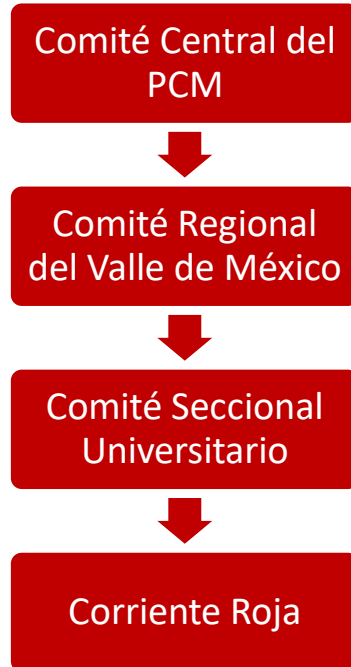 Comité Central del
PCM
Comité Regional
del Valle de México
Comité Seccional
Universitario
Corriente Roja